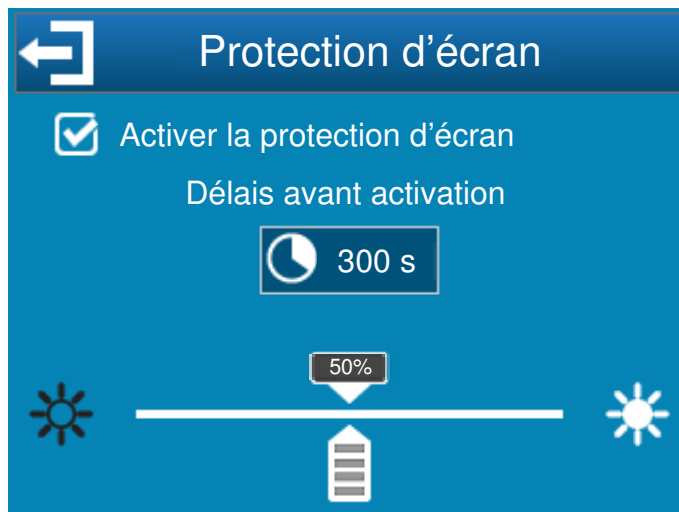 Protection d’écran
Activer la protection d’écran
Délais avant activation
300 s
50%